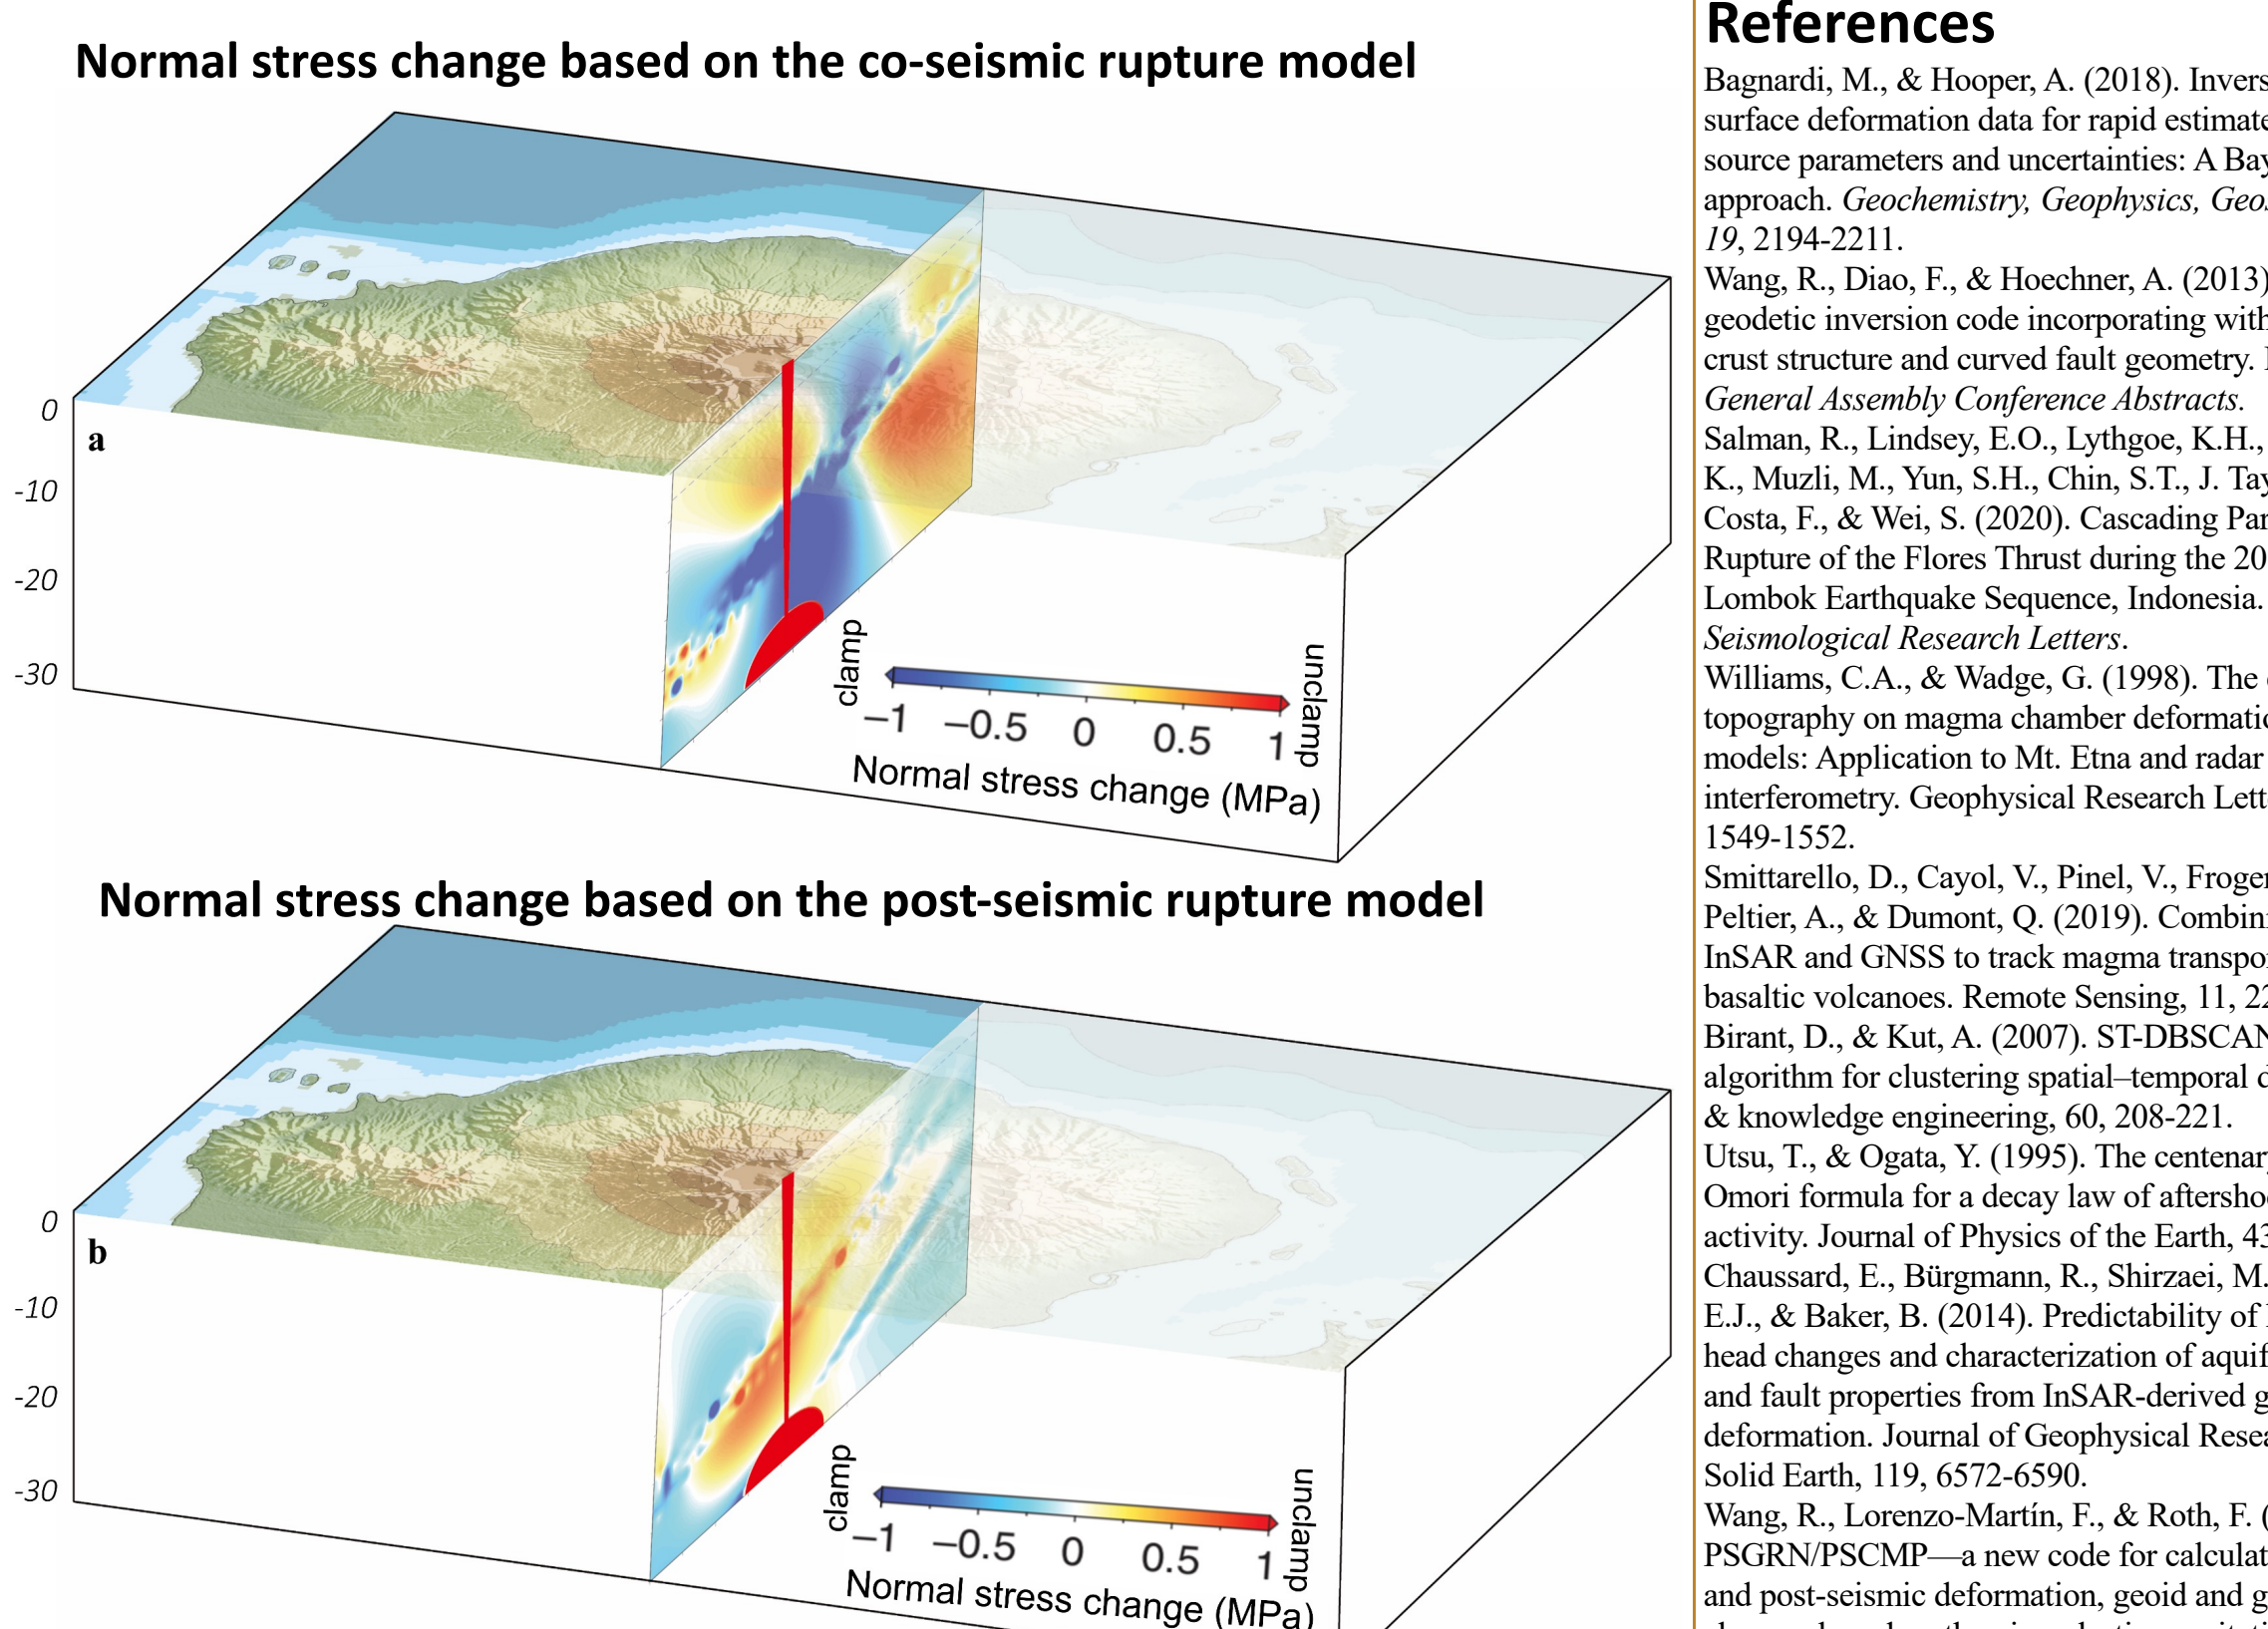 Normal stress change based on the co-seismic rupture model
0
a
-10
-20
-30
clamp
unclamp
−1 −0.5 0 0.5 1
Normal stress change (MPa)
Normal stress change based on the post-seismic rupture model
0
b
-10
-20
-30
clamp
unclamp
−1 −0.5 0 0.5 1
Normal stress change (MPa)
References
Bagnardi, M., & Hooper, A. (2018). Invers
surface deformation data for rapid estimate
source parameters and uncertainties: A Bay
approach. Geochemistry, Geophysics, Geos
19, 2194-2211.
Wang, R., Diao, F., & Hoechner, A. (2013)
geodetic inversion code incorporating with
crust structure and curved fault geometry.
General Assembly Conference Abstracts.
Salman, R., Lindsey, E.O., Lythgoe, K.H.,
K., Muzli, M., Yun, S.H., Chin, S.T., J. Tay
Costa, F., & Wei, S. (2020). Cascading Par
Rupture of the Flores Thrust during the 20
Lombok Earthquake Sequence, Indonesia.
Seismological Research Letters.
Williams, C.A., & Wadge, G. (1998). The
topography on magma chamber deformatio
models: Application to Mt. Etna and radar
interferometry. Geophysical Research Lett
1549-1552.
Smittarello, D., Cayol, V., Pinel, V., Froger
Peltier, A., & Dumont, Q. (2019). Combini
InSAR and GNSS to track magma transpo
basaltic volcanoes. Remote Sensing, 11, 22
Birant, D., & Kut, A. (2007). ST-DBSCAN
algorithm for clustering spatial–temporal d
& knowledge engineering, 60, 208-221.
Utsu, T., & Ogata, Y. (1995). The centenary
Omori formula for a decay law of aftersho
activity. Journal of Physics of the Earth, 43
Chaussard, E., Bürgmann, R., Shirzaei, M.
E.J., & Baker, B. (2014). Predictability of
head changes and characterization of aquif
and fault properties from InSAR-derived g
deformation. Journal of Geophysical Resea
Solid Earth, 119, 6572-6590.
Wang, R., Lorenzo-Martín, F., & Roth, F. (
PSGRN/PSCMP—a new code for calculat
and post-seismic deformation, geoid and g